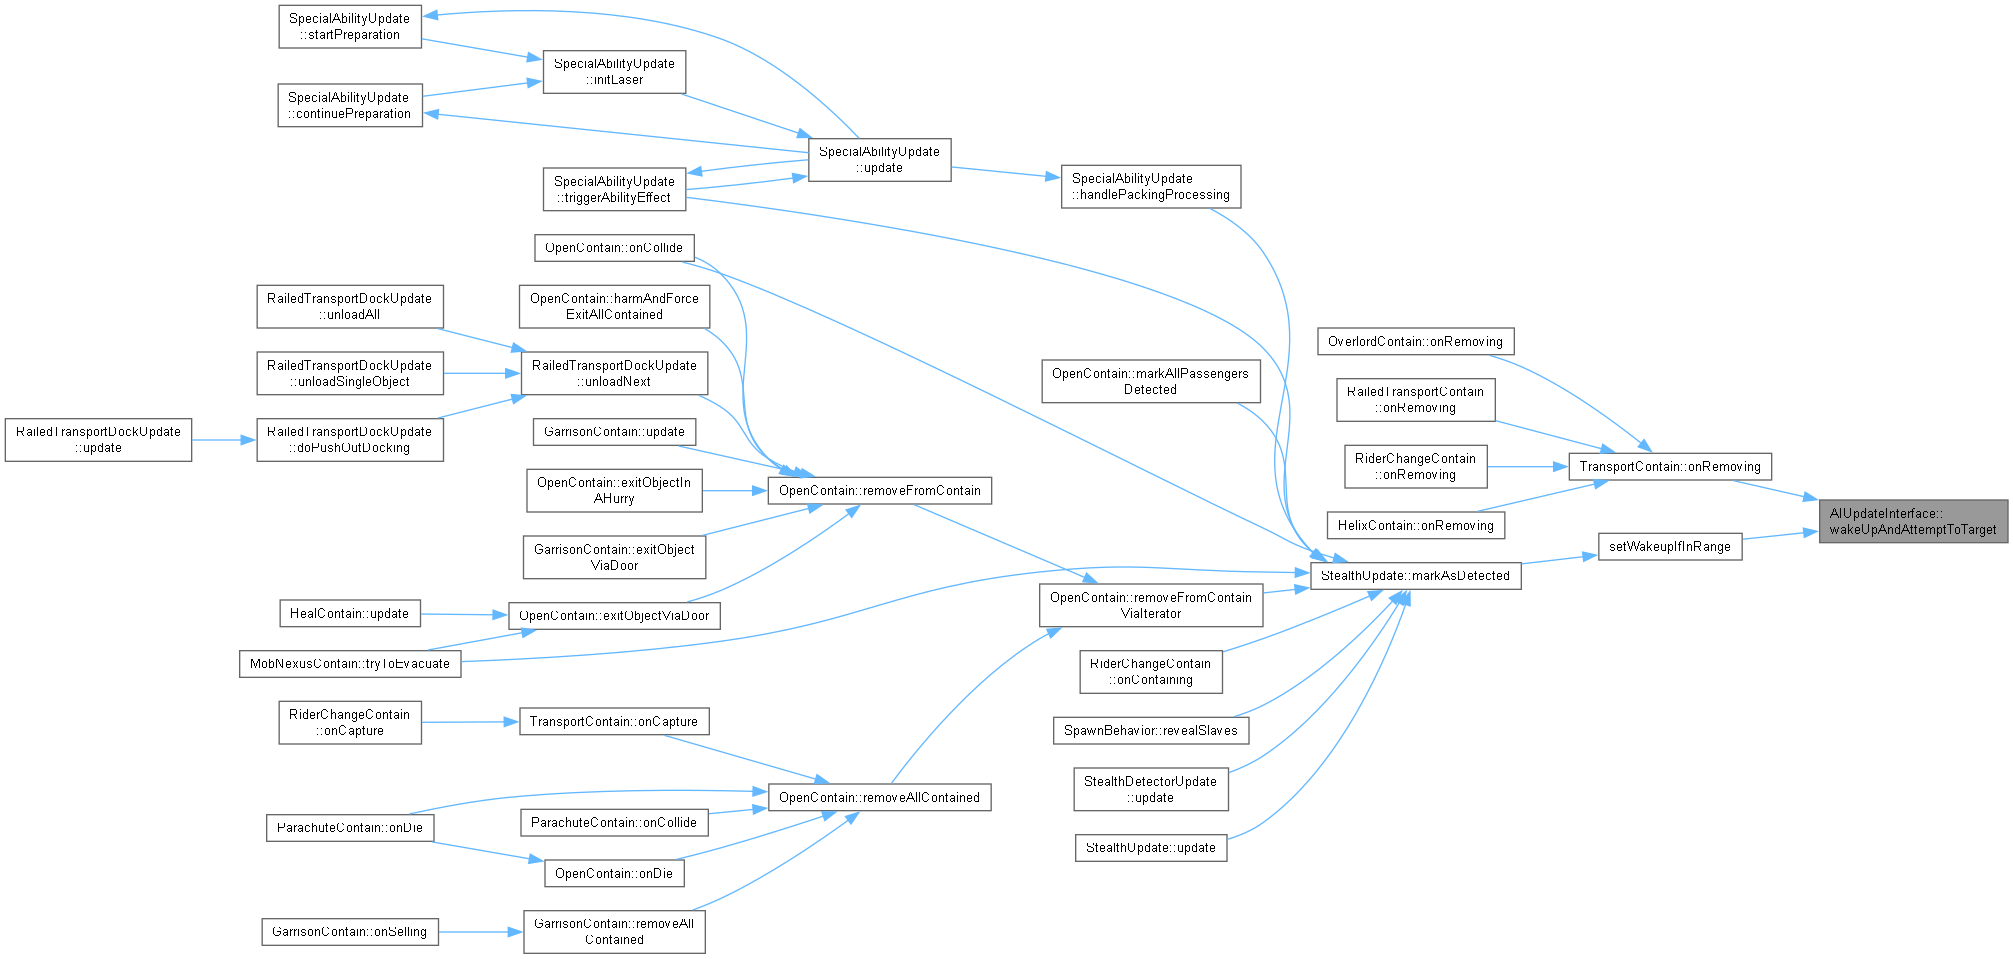 SpecialAbilityUpdate
::startPreparation
SpecialAbilityUpdate
::initLaser
SpecialAbilityUpdate
::continuePreparation
SpecialAbilityUpdate
::update
SpecialAbilityUpdate
::triggerAbilityEffect
SpecialAbilityUpdate
::handlePackingProcessing
OpenContain::onCollide
RailedTransportDockUpdate
::unloadAll
OpenContain::harmAndForce
ExitAllContained
RailedTransportDockUpdate
::unloadSingleObject
RailedTransportDockUpdate
::unloadNext
RailedTransportDockUpdate
::update
RailedTransportDockUpdate
::doPushOutDocking
GarrisonContain::update
OpenContain::exitObjectIn
AHurry
OpenContain::removeFromContain
GarrisonContain::exitObject
ViaDoor
OpenContain::markAllPassengers
Detected
OverlordContain::onRemoving
RailedTransportContain
::onRemoving
RiderChangeContain
::onRemoving
TransportContain::onRemoving
HelixContain::onRemoving
AIUpdateInterface::
wakeUpAndAttemptToTarget
setWakeupIfInRange
StealthUpdate::markAsDetected
OpenContain::removeFromContain
ViaIterator
HealContain::update
OpenContain::exitObjectViaDoor
MobNexusContain::tryToEvacuate
RiderChangeContain
::onContaining
RiderChangeContain
::onCapture
TransportContain::onCapture
SpawnBehavior::revealSlaves
StealthDetectorUpdate
::update
OpenContain::removeAllContained
ParachuteContain::onDie
ParachuteContain::onCollide
StealthUpdate::update
OpenContain::onDie
GarrisonContain::onSelling
GarrisonContain::removeAll
Contained